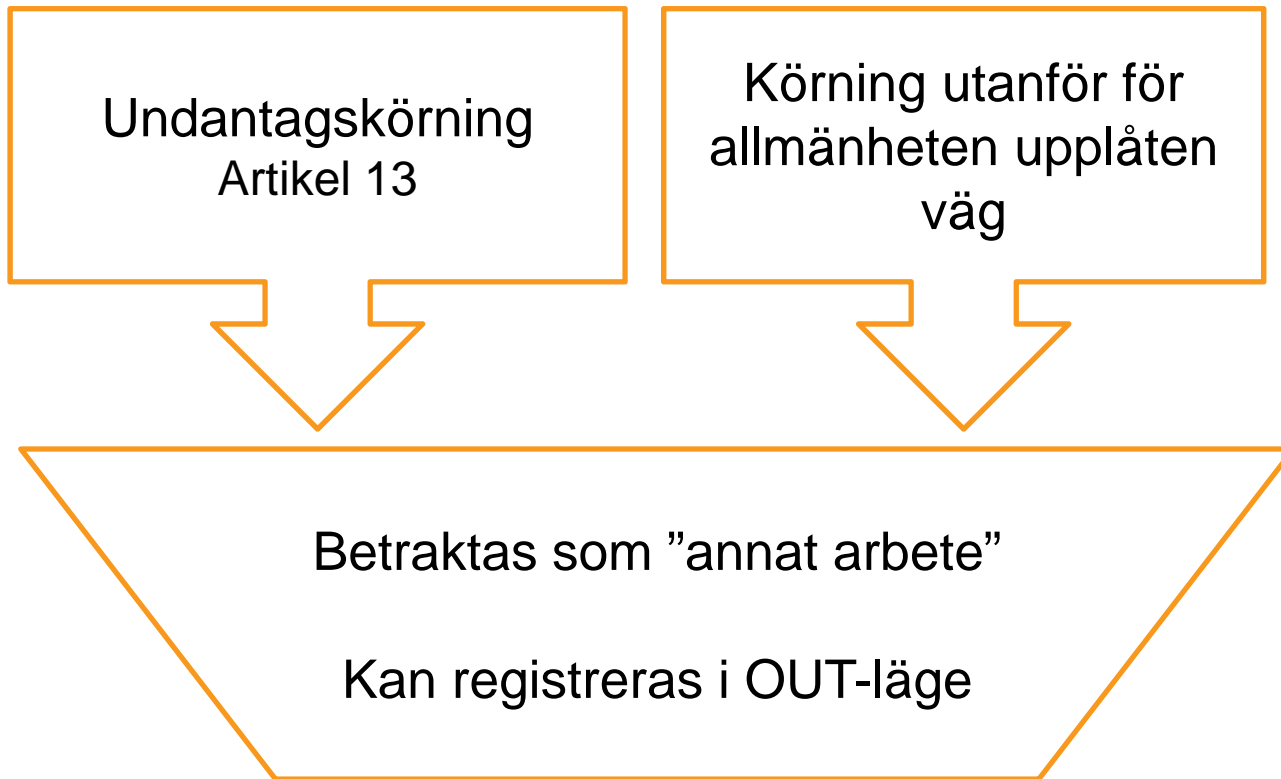 Undantagskörning
Artikel 13
Körning utanför för
allmänheten upplåten
väg
Betraktas som ”annat arbete”
Kan registreras i OUT-läge